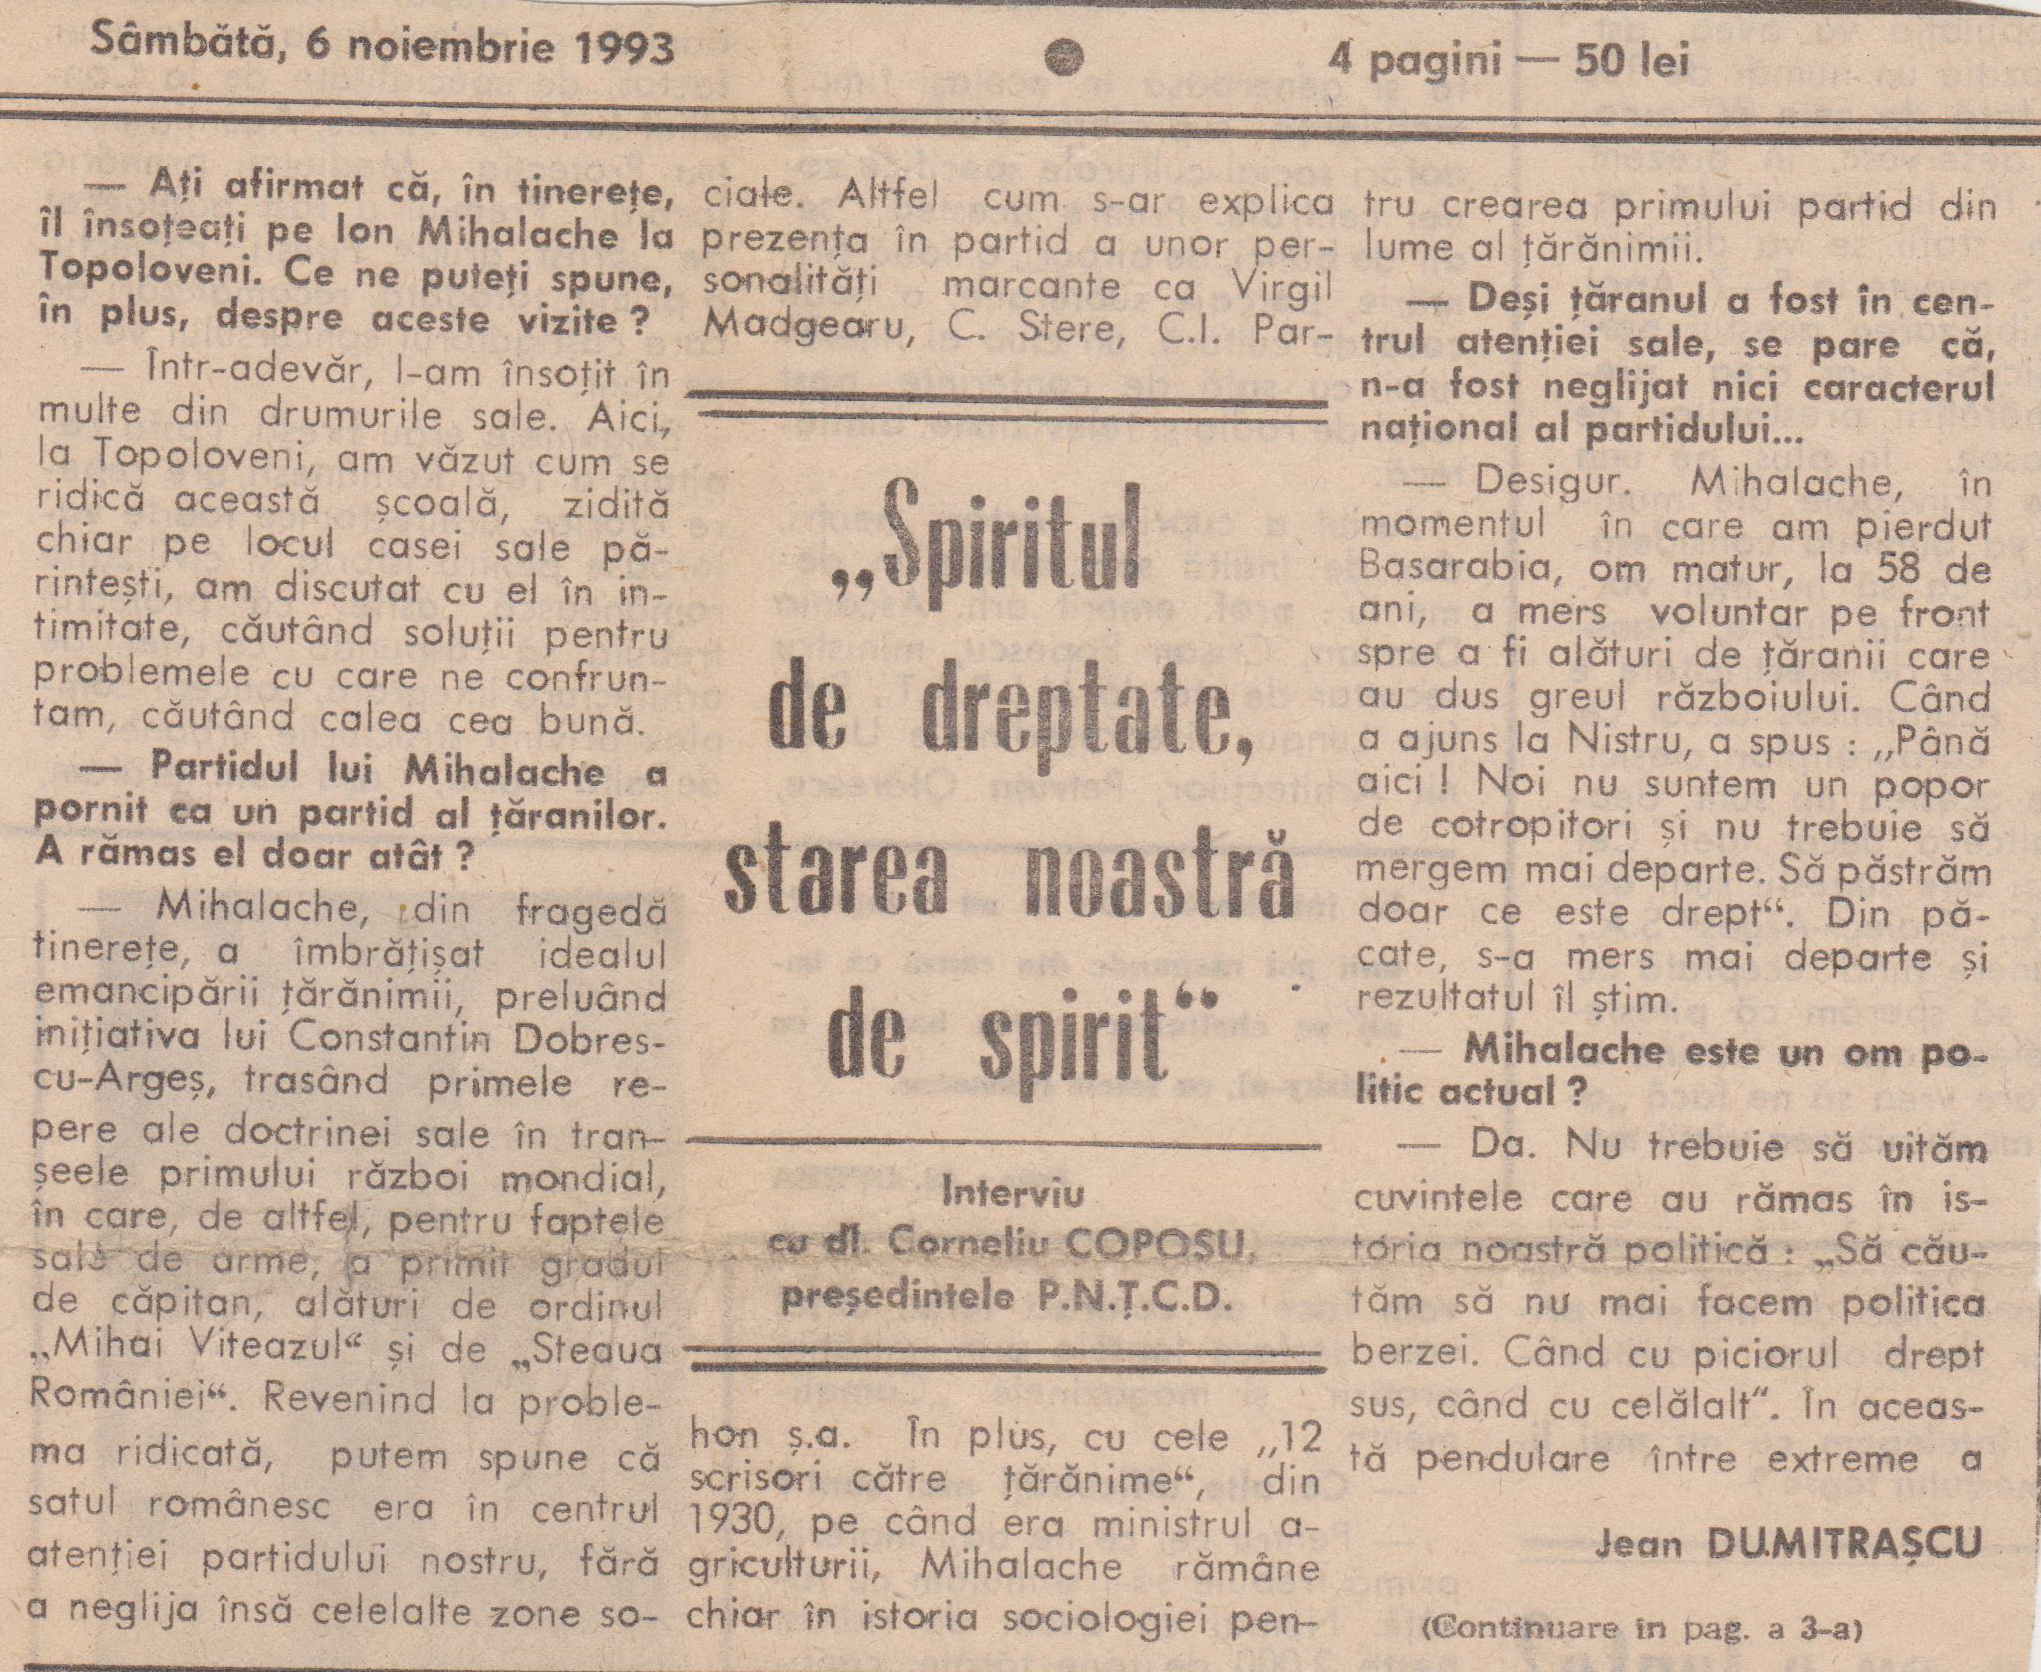 Sâmbătă, 6 noiembrie 1993 ● 4 pagini — 50 lei
— Ați afirmat că, în tinerețe,
îl însoțeați pe Ion Mihalache la
Topoloveni. Ce ne puteți spune,
în plus, despre aceste vizite ?
— Într-adevăr, l-am însoțit în
multe din drumurile sale. Aici,
la Topoloveni, am văzut cum se
ridică această școală, zidită
chiar pe locul casei sale pă-
rintești, am discutat cu el în in-
timitate, căutând soluții pentru
problemele cu care ne confrun-
tam, căutând calea cea bună.
— Partidul lui Mihalache a
pornit ca un partid al țăranilor.
A rămas el doar atât ?
— Mihalache, din fragedă
tinerețe, a îmbrățișat idealul
emancipării țărănimii, preluând
inițiativa lui Constantin Dobres-
cu-Argeș, trasând primele re-
pere ale doctrinei sale în tran-
șeele primului război mondial,
în care, de altfel, pentru faptele
sale de arme, a primit gradul
de căpitan, alături de ordinul
„Mihai Viteazul“ și de „Steaua
României“. Revenind la proble-
ma ridicată, putem spune că
satul românesc era în centrul
atenției partidului nostru, fără
a neglija însă celelalte zone so-
ciale. Altfel cum s-ar explica
prezența în partid a unor per-
sonalități marcante ca Virgil
Madgearu, C. Stere, C.I. Par-
„Spiritul
de dreptate,
starea noastră
de spirit“
Interviu
cu dl. Corneliu COPOSU,
președintele P.N.Ț.C.D.
hon ș.a. În plus, cu cele „12
scrisori către țărănime“, din
1930, pe când era ministrul a-
griculturii, Mihalache rămâne
chiar în istoria sociologiei pen-
tru crearea primului partid din
lume al țărănimii.
— Deși țăranul a fost în cen-
trul atenției sale, se pare că,
n-a fost neglijat nici caracterul
național al partidului...
— Desigur. Mihalache, în
momentul în care am pierdut
Basarabia, om matur, la 58 de
ani, a mers voluntar pe front
spre a fi alături de țăranii care
au dus greul războiului. Când
a ajuns la Nistru, a spus : „Până
aici ! Noi nu suntem un popor
de cotropitori și nu trebuie să
mergem mai departe. Să păstrăm
doar ce este drept“. Din pă-
cate, s-a mers mai departe și
rezultatul îl știm.
— Mihalache este un om po-
litic actual ?
— Da. Nu trebuie să uităm
cuvintele care au rămas în is-
toria noastră politică : „Să cău-
tăm să nu mai facem politica
berzei. Când cu piciorul drept
sus, când cu celălalt“. În aceas-
tă pendulare între extreme a
Jean DUMITRAȘCU
(Continuare în pag. a 3-a)